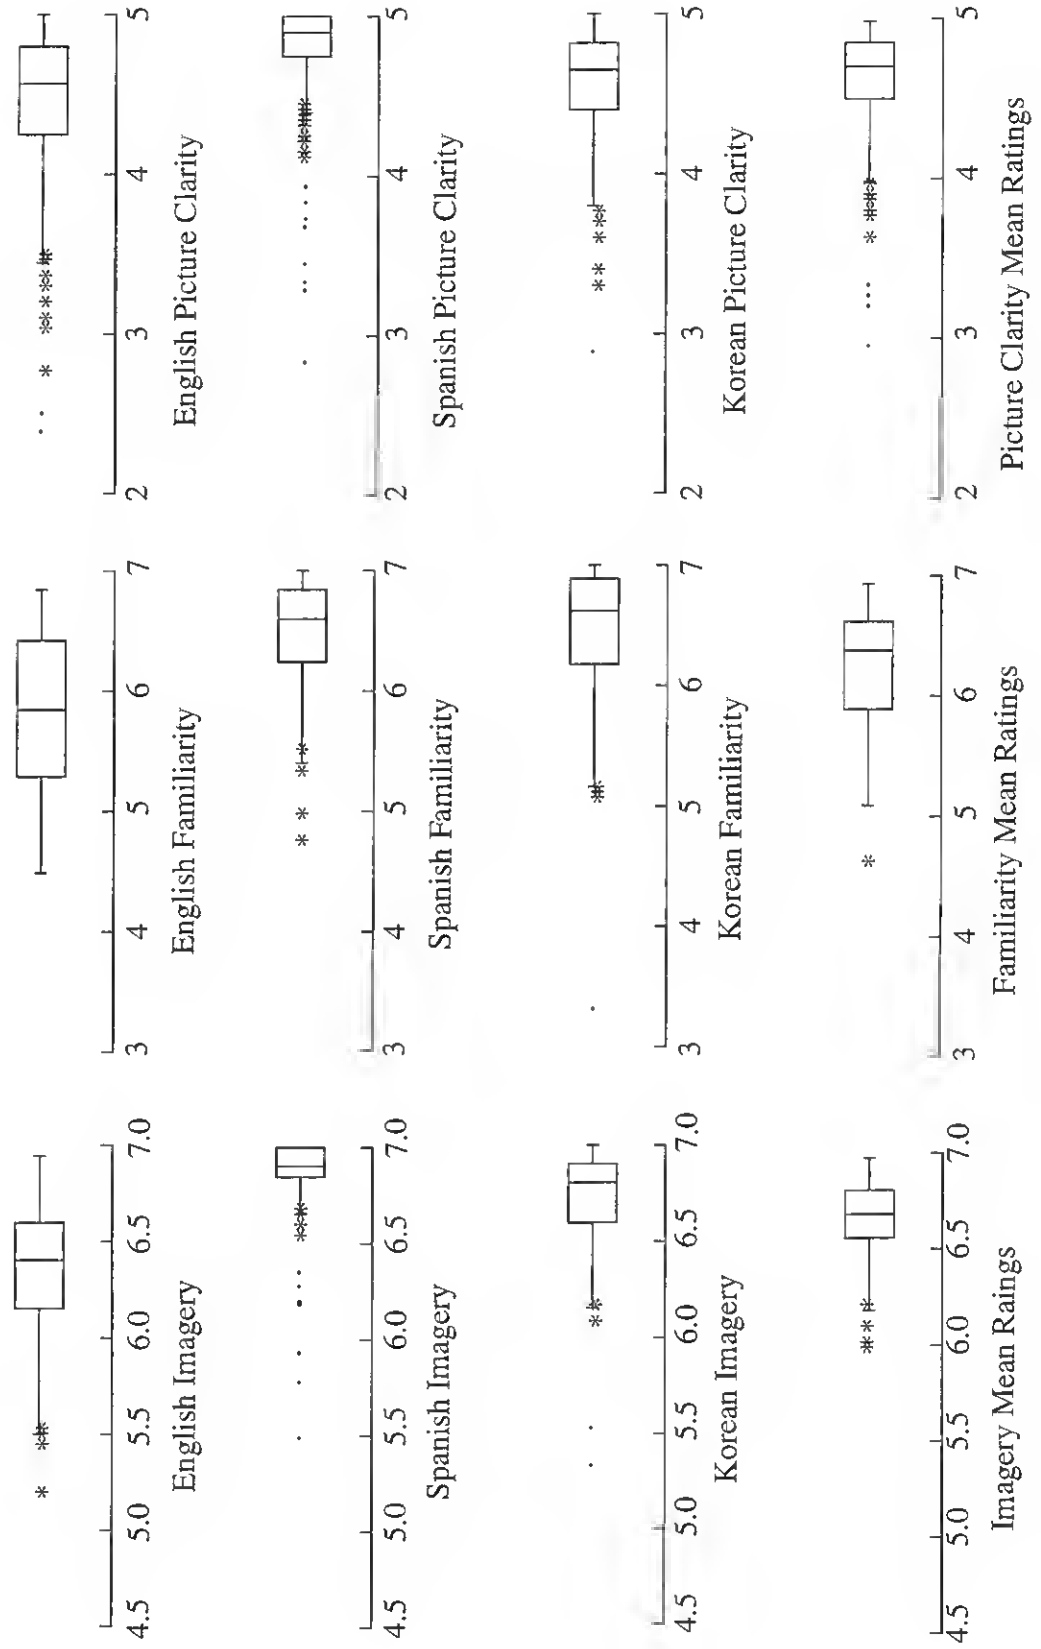 4.5 5.0 5.5 6.0 6.5 7.0
English Imagery
3 4 5 6 7
English Familiarity
2 3 4 5
English Picture Clarity
4.5 5.0 5.5 6.0 6.5 7.0
Spanish Imagery
3 4 5 6 7
Spanish Familiarity
2 3 4 5
Spanish Picture Clarity
4.5 5.0 5.5 6.0 6.5 7.0
Korean Imagery
3 4 5 6 7
Korean Familiarity
2 3 4 5
Korean Picture Clarity
4.5 5.0 5.5 6.0 6.5 7.0
Imagery Mean Raings
3 4 5 6 7
Familiarity Mean Ratings
2 3 4 5
Picture Clarity Mean Ratings